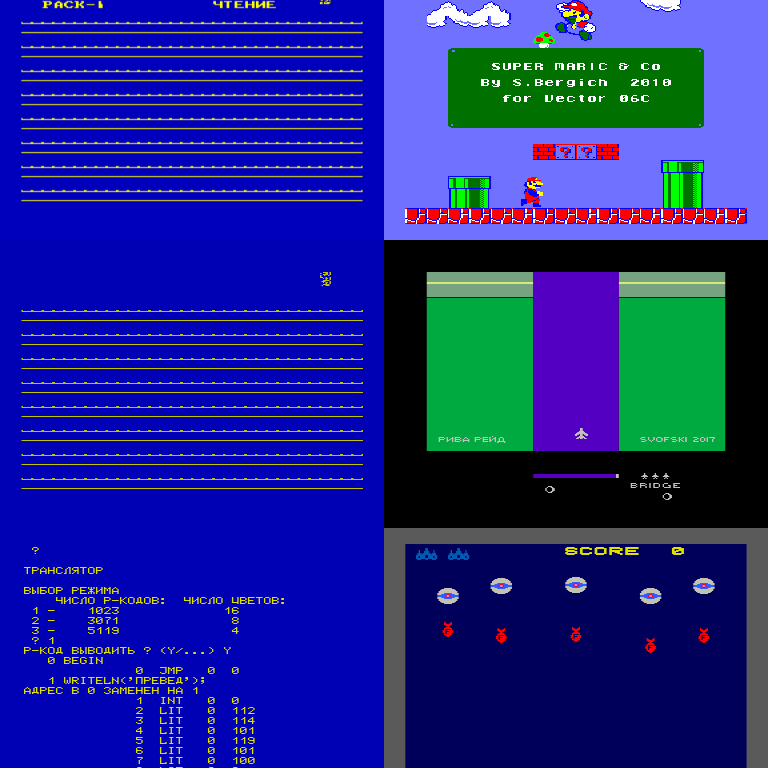 PACK-1 ЧТЕНИЕ
SUPER MARIC & Co
By S.Bergich 2010
for Vector 06C
РИВА РЕЙД SVOFSKI 2017
BRIDGE
?
ТРАНСЛЯТОР
ВЫБОР РЕЖИМА
ЧИСЛО Р-КОДОВ: ЧИСЛО ЦВЕТОВ:
1 - 1023 16
2 - 3071 8
3 - 5119 4
? 1
Р-КОД ВЫВОДИТЬ ? (Y/...) Y
0 BEGIN
0 JMP 0 0
1 WRITELN('ПРЕВЕД');
АДРЕС В 0 ЗАМЕНЕН НА 1
1 INT 0 0
2 LIT 0 112
3 LIT 0 114
4 LIT 0 101
5 LIT 0 119
6 LIT 0 101
7 LIT 0 100
SCORE 0